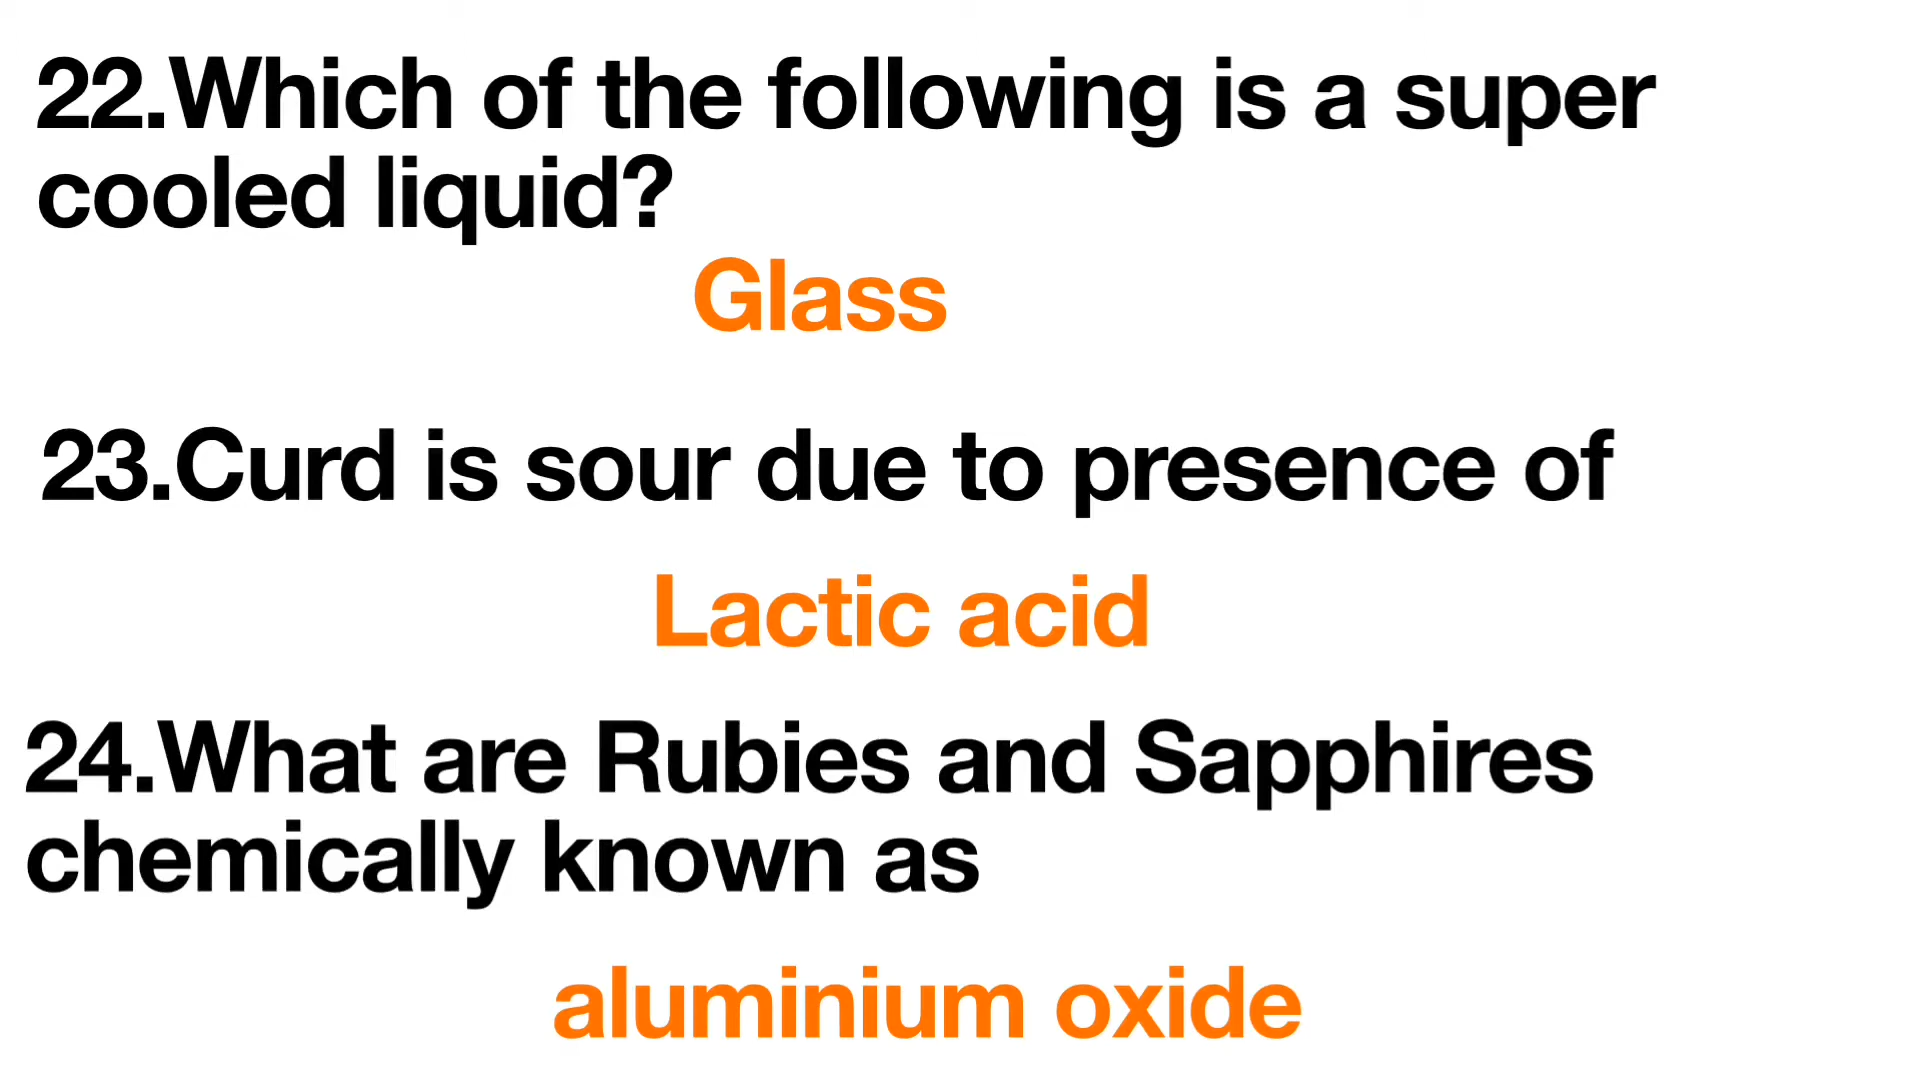 22.Which of the following is a super
cooled liquid?
Glass
23.Curd is sour due to presence of
Lactic acid
24.What are Rubies and Sapphires
chemically known as
aluminium oxide